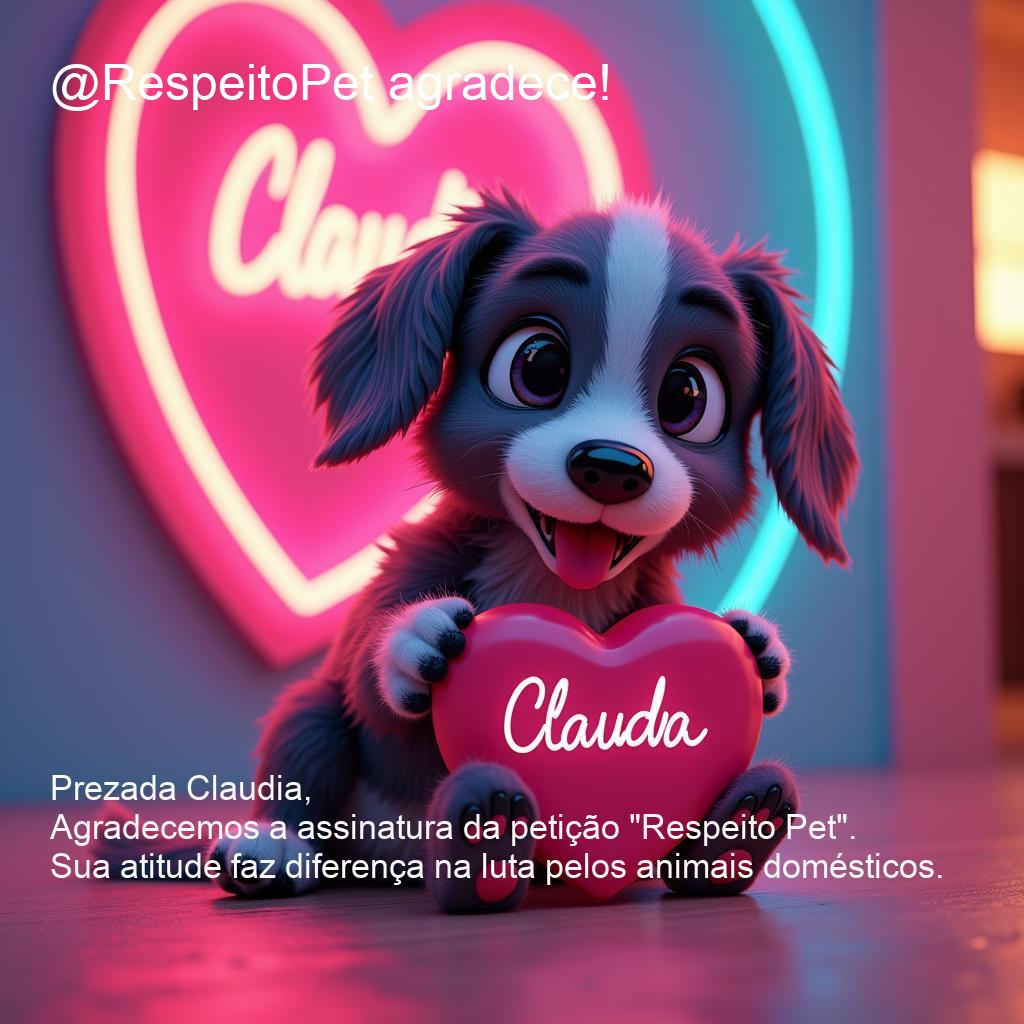 @RespeitoPet agradece!
Claud
Claudia
Prezada Claudia,
Agradecemos a assinatura da petição "Respeito Pet".
Sua atitude faz diferença na luta pelos animais domésticos.